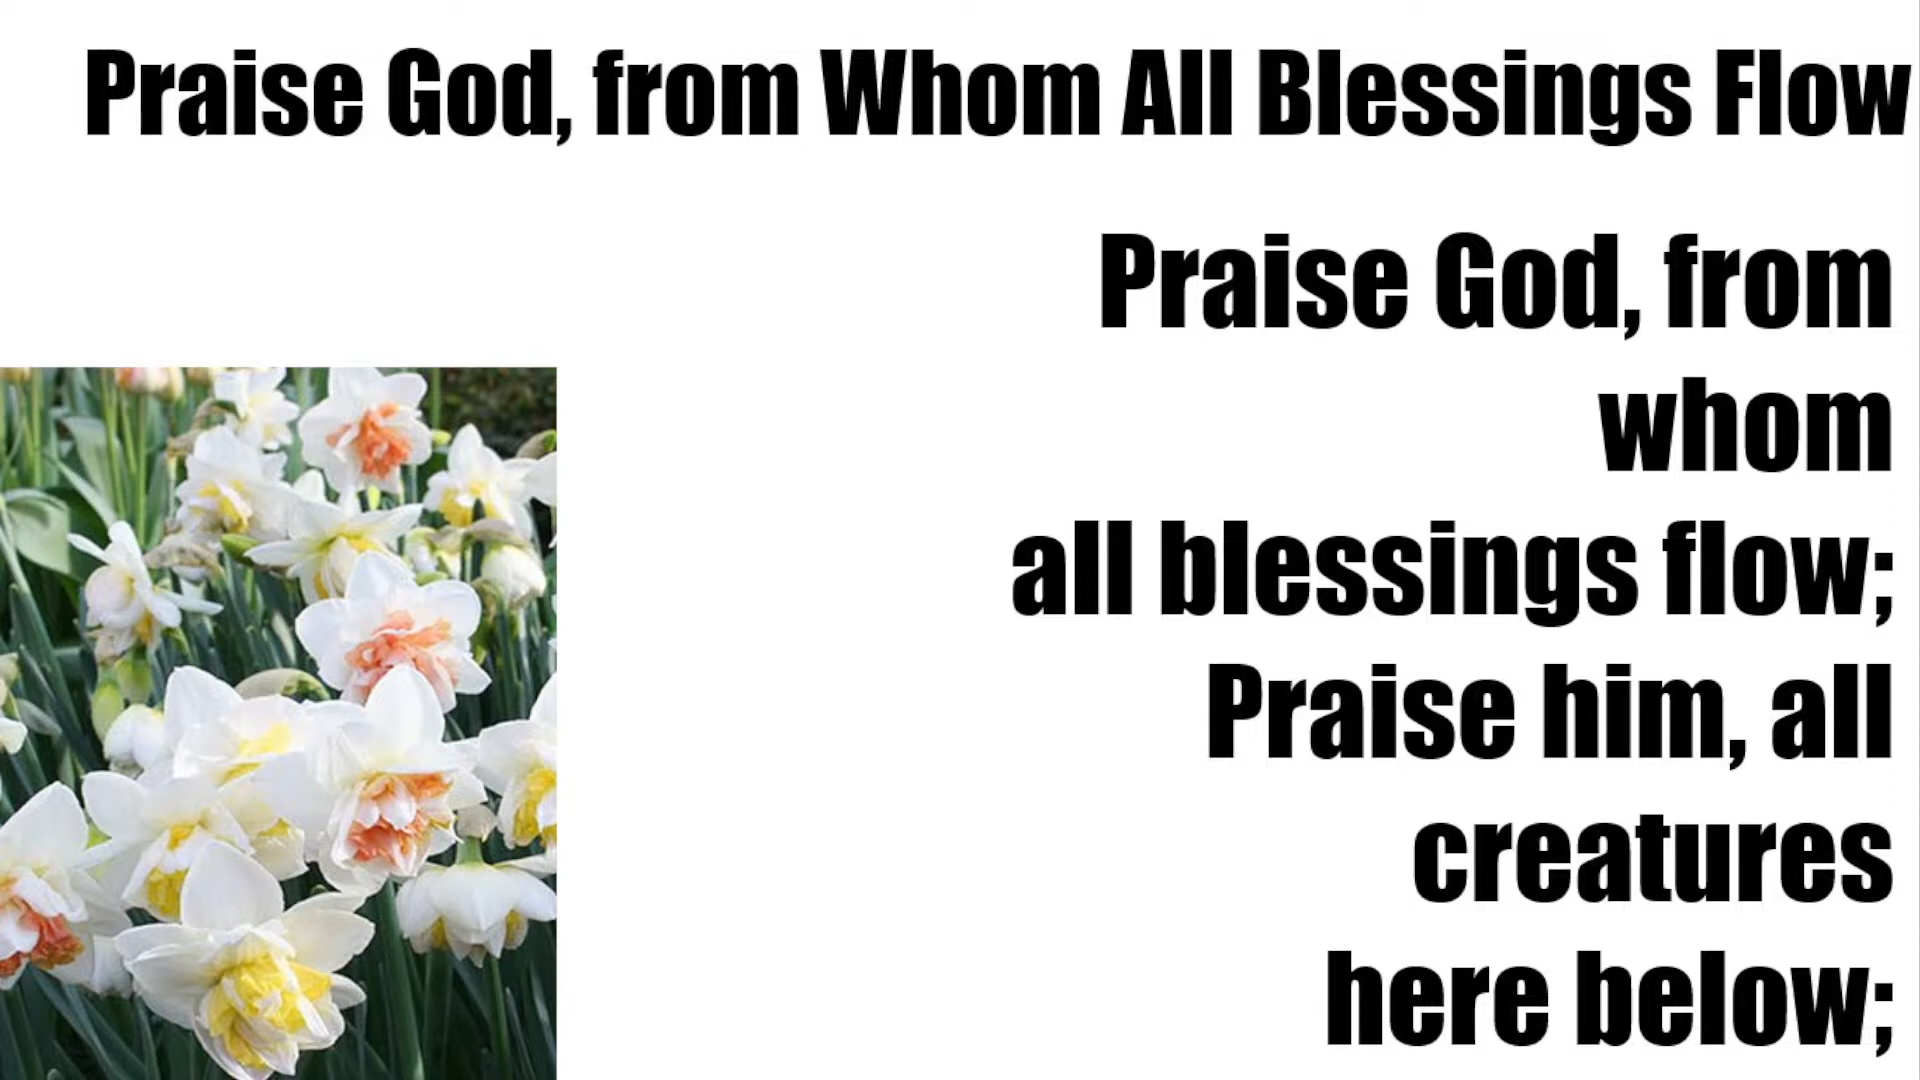 Praise God, from Whom All Blessings Flow
Praise God, from
whom
all blessings flow;
Praise him, all
creatures
here below;